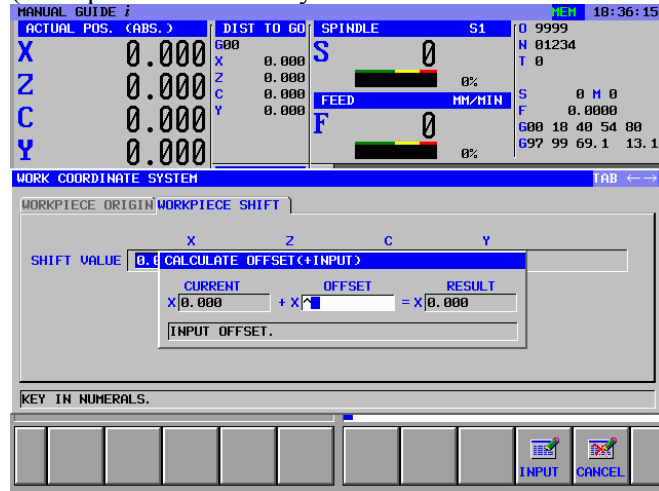 MANUAL GUIDE i MEM 18:36:15
ACTUAL POS. (ABS.) DIST TO GO SPINDLE S1 O 9999
G00 N 01234
X 0.000 X 0.000 S 0 T 0
Z 0.000 Z 0.000 0%
C 0.000 C 0.000 FEED MM/MIN S 0 M 0
Y 0.000 Y 0.000 F 0 F 0.0000
G00 18 40 54 80
0% G97 99 69.1 13.1
WORK COORDINATE SYSTEM TAB ←→
WORKPIECE ORIGIN WORKPIECE SHIFT
X Z C Y
SHIFT VALUE CALCULATE OFFSET(+INPUT)
CURRENT OFFSET RESULT
X 0.000 + X ^ = X 0.000
INPUT OFFSET.
KEY IN NUMERALS.
INPUT CANCEL